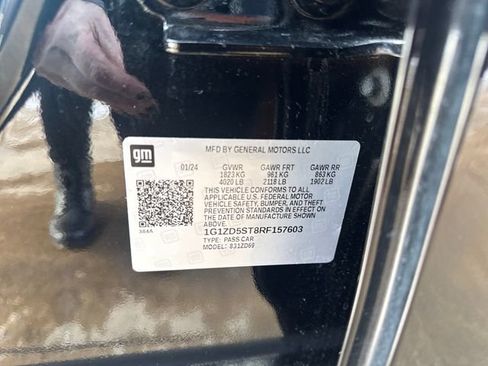 gm
MFD BY GENERAL MOTORS LLC
01/24 GVWR GAWR FRT GAWR RR
1823 KG 961 KG 863 KG
4020 LB 2118 LB 1902 LB
THIS VEHICLE CONFORMS TO ALL
APPLICABLE U.S. FEDERAL MOTOR
VEHICLE SAFETY, BUMPER, AND THEFT
PREVENTION STANDARDS IN EFFECT ON
THE DATE OF MANUFACTURE SHOWN
ABOVE.
1G1ZD5ST8RF157603
TYPE: PASS CAR
MODEL: 831ZD69